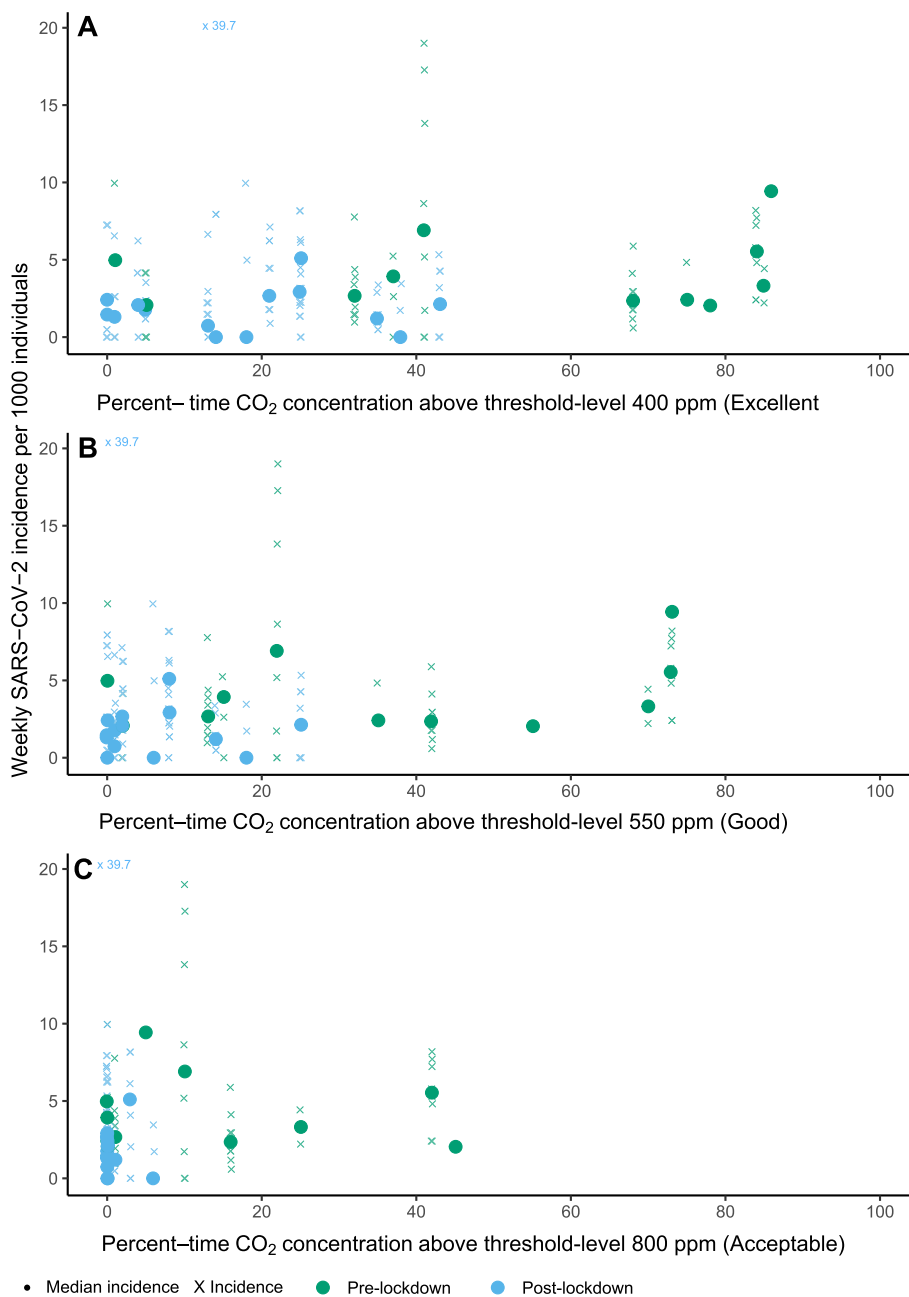 Weekly SARS−CoV−2 incidence per 1000 individuals
A
x 39.7
20
15
10
5
0
0 20 40 60 80 100
Percent– time CO2 concentration above threshold-level 400 ppm (Excellent
B
x 39.7
20
15
10
5
0
0 20 40 60 80 100
Percent–time CO2 concentration above threshold-level 550 ppm (Good)
C
x 39.7
20
15
10
5
0
0 20 40 60 80 100
Percent–time CO2 concentration above threshold-level 800 ppm (Acceptable)
Median incidence X Incidence Pre-lockdown Post-lockdown